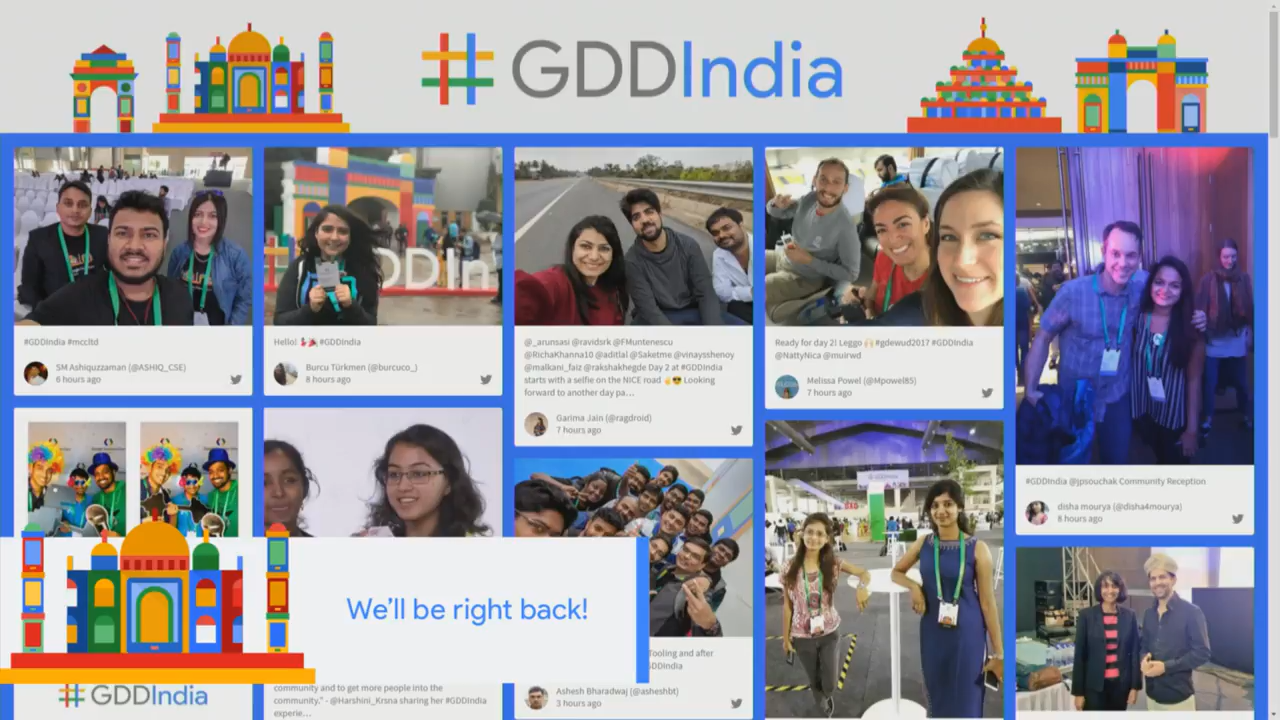 #GDDIndia
#GDDIndia #mccltd
SM Ashiquzzaman (@ASHIQ_CSE)
6 hours ago
Hello! 💃🎉 #GDDIndia
Burcu Türkmen (@burcuco_)
8 hours ago
@_arunsasi @ravidsrk @FMuntenescu
@RichaKhanna10 @aditlal @Saketme @vinaysshenoy
@malkani_faiz @rakshakhegde Day 2 at #GDDIndia
starts with a selfie on the NICE road ✌😎 Looking
forward to another day pa…
Garima Jain (@ragdroid)
7 hours ago
Ready for day 2! Leggo 🙌 #gdewud2017 #GDDIndia
@NattyNica @muirwd
Melissa Powel (@Mpowel85)
7 hours ago
#GDDIndia @jpsouchak Community Reception
disha mourya (@disha4mourya)
8 hours ago
We'll be right back!
#GDDIndia
community and to get more people into the
community." - @Harshini_Krsna sharing her #GDDIndia
experie…
Tooling and after
GDDIndia
Ashesh Bharadwaj (@asheshbt)
3 hours ago